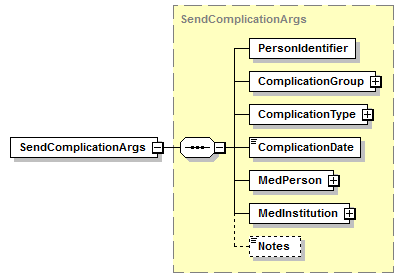 SendComplicationArgs
PersonIdentifier
ComplicationGroup
ComplicationType
SendComplicationArgs
ComplicationDate
MedPerson
MedInstitution
Notes